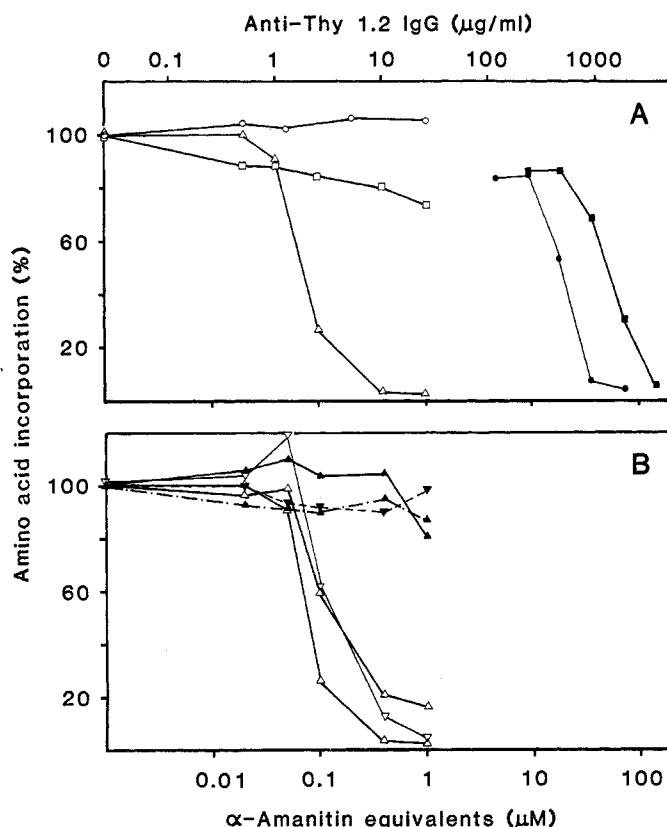 Anti-Thy 1.2 IgG (μg/ml)
0 0.1 1 10 100 1000
A
100
60
20
Amino acid incorporation (%)
B
100
60
20
0.01 0.1 1 10 100
α-Amanitin equivalents (μM)